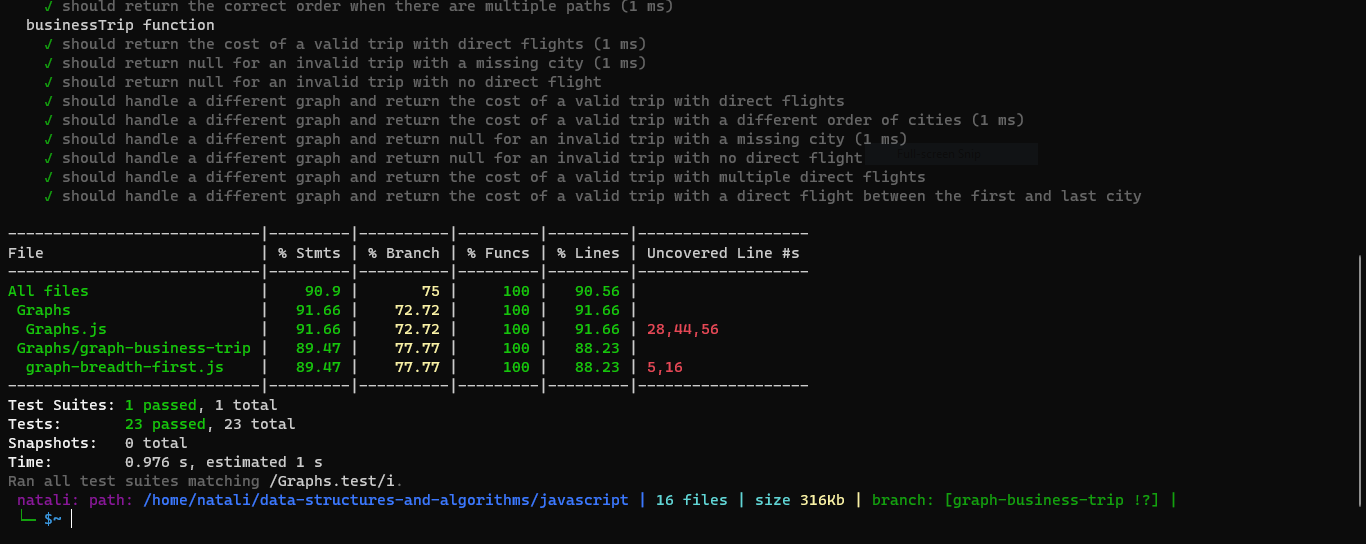 ✓ should return the correct order when there are multiple paths (1 ms)
businessTrip function
✓ should return the cost of a valid trip with direct flights (1 ms)
✓ should return null for an invalid trip with a missing city (1 ms)
✓ should return null for an invalid trip with no direct flight
✓ should handle a different graph and return the cost of a valid trip with direct flights
✓ should handle a different graph and return the cost of a valid trip with a different order of cities (1 ms)
✓ should handle a different graph and return null for an invalid trip with a missing city (1 ms)
✓ should handle a different graph and return null for an invalid trip with no direct flight
✓ should handle a different graph and return the cost of a valid trip with multiple direct flights
✓ should handle a different graph and return the cost of a valid trip with a direct flight between the first and last city
----------------------------|---------|----------|---------|---------|-------------------
File                        | % Stmts | % Branch | % Funcs | % Lines | Uncovered Line #s
----------------------------|---------|----------|---------|---------|-------------------
All files                   |    90.9 |       75 |     100 |   90.56 |
 Graphs                     |   91.66 |    72.72 |     100 |   91.66 |
  Graphs.js                 |   91.66 |    72.72 |     100 |   91.66 | 28,44,56
 Graphs/graph-business-trip |   89.47 |    77.77 |     100 |   88.23 |
  graph-breadth-first.js    |   89.47 |    77.77 |     100 |   88.23 | 5,16
----------------------------|---------|----------|---------|---------|-------------------
Test Suites: 1 passed, 1 total
Tests:       23 passed, 23 total
Snapshots:   0 total
Time:        0.976 s, estimated 1 s
Ran all test suites matching /Graphs.test/i.
natali: path: /home/natali/data-structures-and-algorithms/javascript | 16 files | size 316Kb | branch: [graph-business-trip !?] |
└─ $~